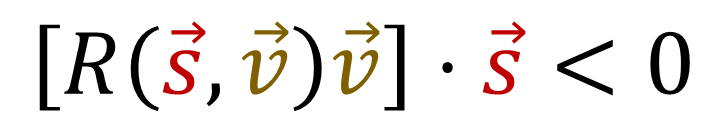 [R(s⃗, v⃗)v⃗] · s⃗ < 0